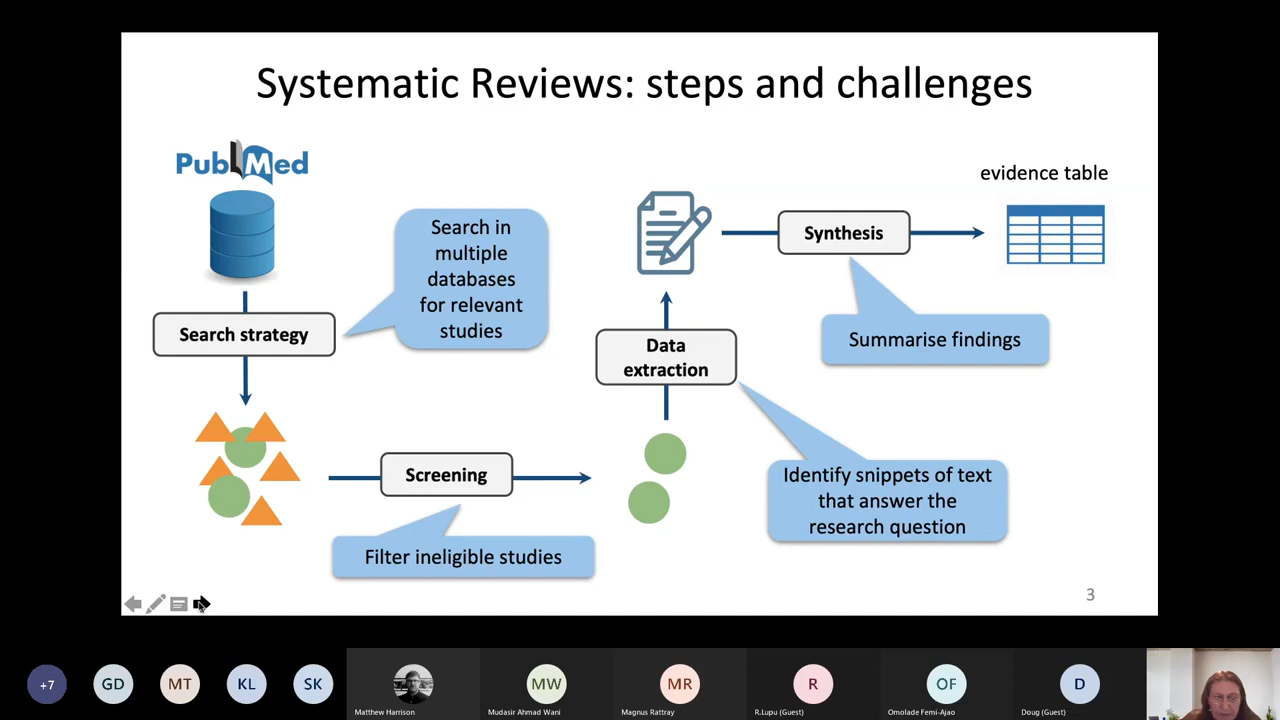 Systematic Reviews: steps and challenges
PubMed
Search in
multiple
databases
for relevant
studies
Search strategy
Screening
Filter ineligible studies
Data
extraction
Identify snippets of text
that answer the
research question
Synthesis
Summarise findings
evidence table
3
+7
GD
MT
KL
SK
Matthew Harrison
MW
Mudasir Ahmad Wani
MR
Magnus Rattray
R
R.Lupu (Guest)
OF
Omolade Femi-Ajao
D
Doug (Guest)